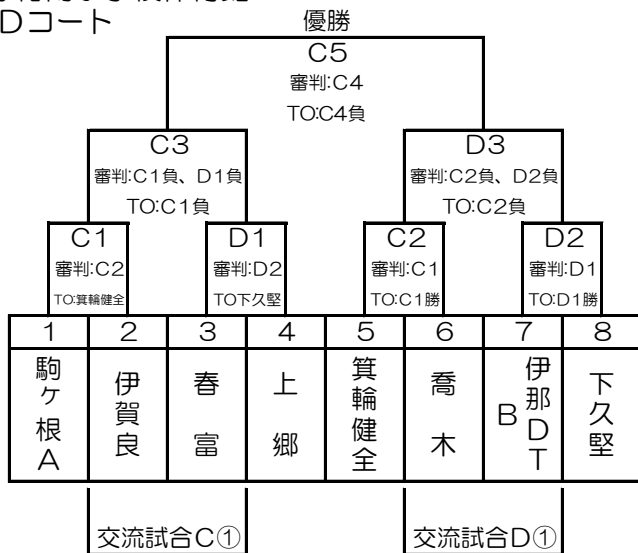 Dコート
優勝
C5
審判:C4
TO:C4負
C3
D3
審判:C1負、D1負
審判:C2負、D2負
TO:C1負
TO:C2負
C1
D1
C2
D2
審判:C2
審判:D2
審判:C1
審判:D1
TO:箕輪健全
TO下久堅
TO:C1勝
TO:D1勝
1 2 3 4 5 6 7 8
駒ヶ根A
伊賀良
春富
上郷
箕輪健全
喬木
伊那DT
B
下久堅
交流試合C①
交流試合D①